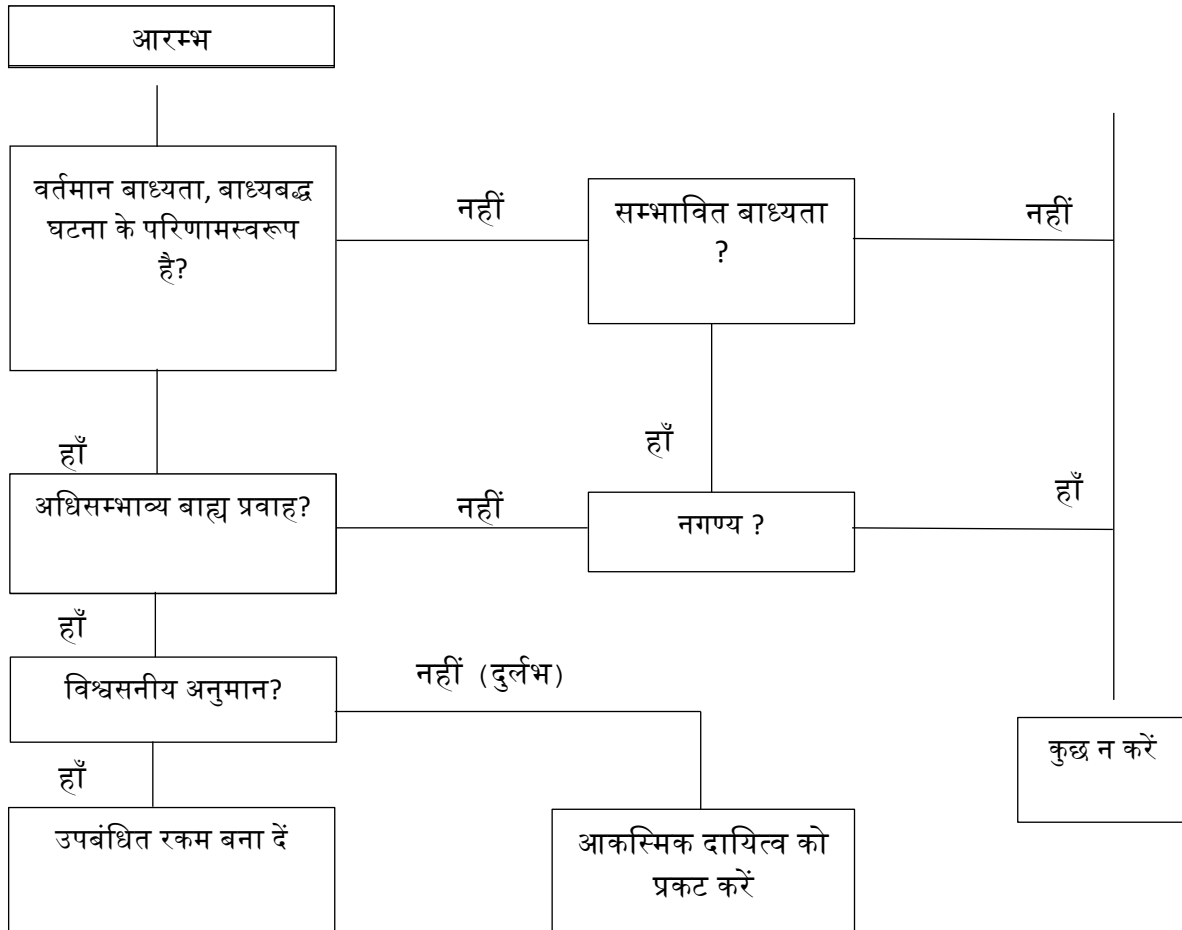 आरम्भ
वर्तमान बाध्यता, बाध्यबद्ध
घटना के परिणामस्वरूप
है?
नहीं
सम्भावित बाध्यता
?
नहीं
हाँ
हाँ
अधिसम्भाव्य बाह्य प्रवाह?
नहीं
नगण्य ?
हाँ
हाँ
विश्वसनीय अनुमान?
नहीं (दुर्लभ)
हाँ
कुछ न करें
उपबंधित रकम बना दें
आकस्मिक दायित्व को
प्रकट करें